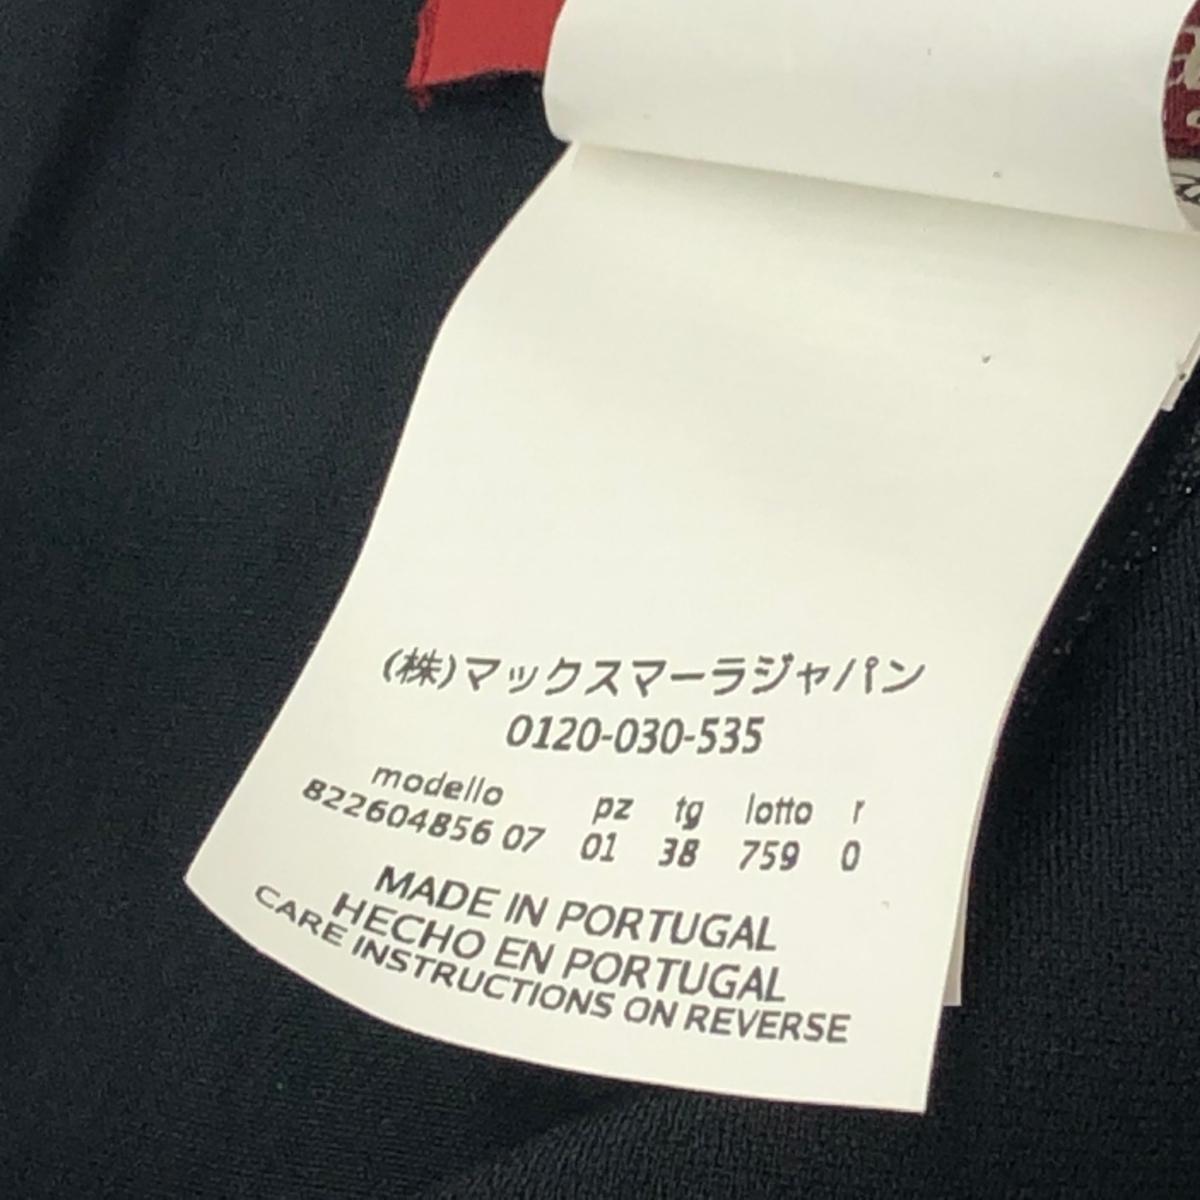 (株)マックスマーラジャパン
0120-030-535
modello pz tg lotto r
822604856 07 01 38 759 0
MADE IN PORTUGAL
HECHO EN PORTUGAL
CARE INSTRUCTIONS ON REVERSE